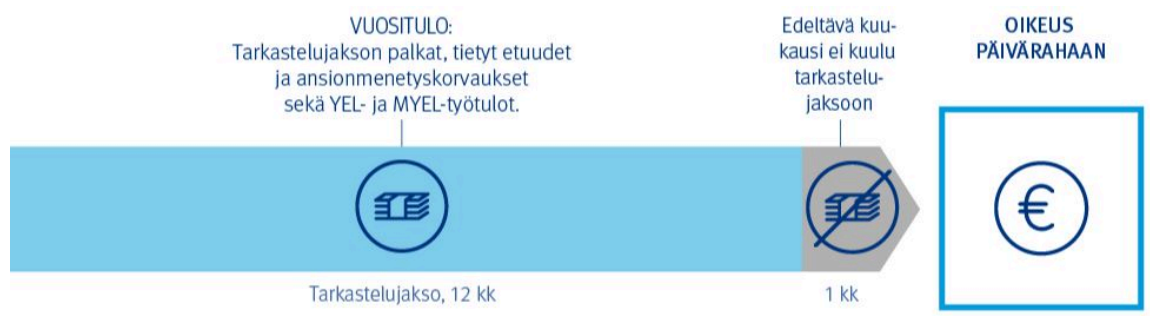 VUOSITULO:
Tarkastelujakson palkat, tietyt etuudet
ja ansionmenetyskorvaukset
sekä YEL- ja MYEL-työtulot.
Edeltävä kuu-
kausi ei kuulu
tarkastelu-
jaksoon
OIKEUS
PÄIVÄRAHAAN
€
Tarkastelujakso, 12 kk
1 kk